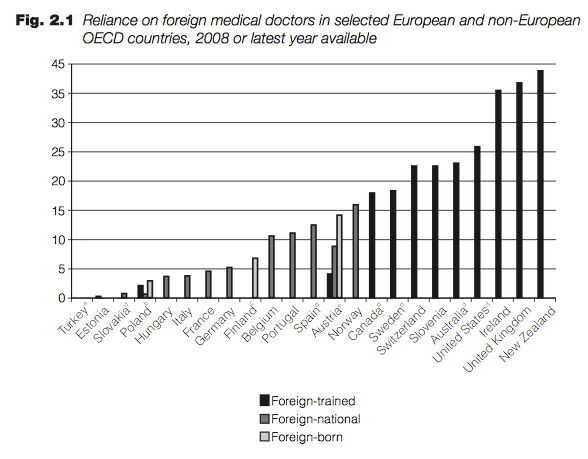 Fig. 2.1 Reliance on foreign medical doctors in selected European and non-European
OECD countries, 2008 or latest year available
45
35
30
25
20
15
10
5
0
Turkey
Estonia
Slovakia
Poland
Hungary
Italy
France
Germany
Finland
Belgium
Portugal
Spain
Austria
Norway
Canada
Sweden
Switzerland
Slovenia
Australia
United States
Ireland
United Kingdom
New Zealand
Foreign-trained
Foreign-national
Foreign-born